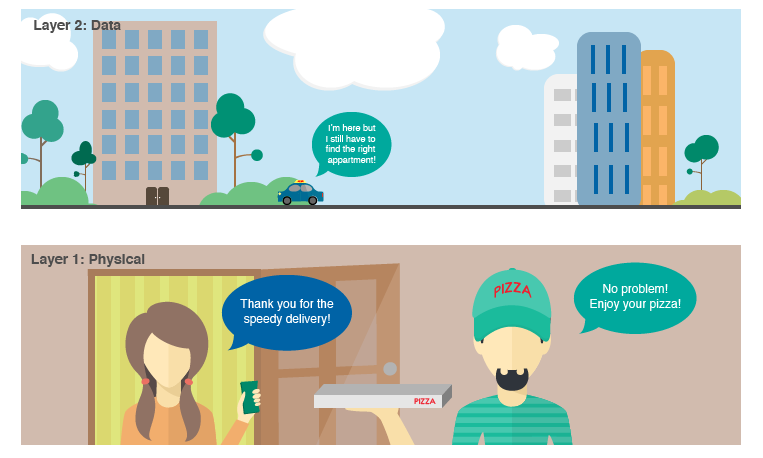 Layer 2: Data
I'm here but
I still have to
find the right
appartment!
Layer 1: Physical
Thank you for the
speedy delivery!
PIZZA
No problem!
Enjoy your pizza!
PIZZA